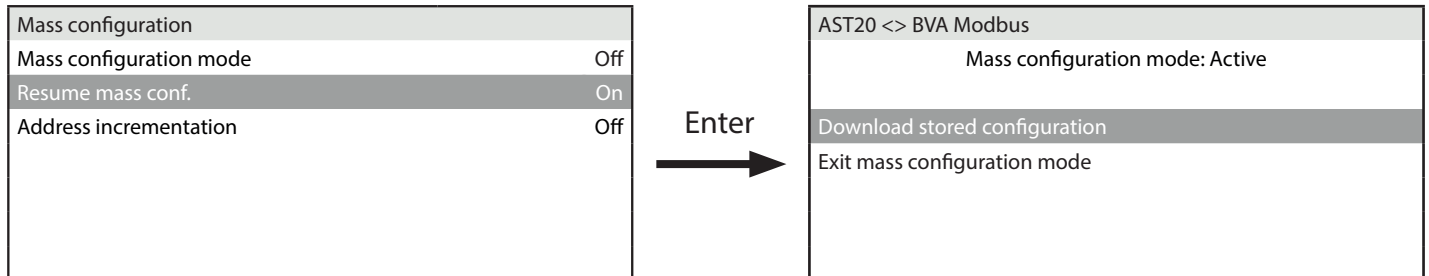 Mass configuration
Mass configuration mode Off
Resume mass conf. On
Address incrementation Off
Enter
AST20 <> BVA Modbus
Mass configuration mode: Active
Download stored configuration
Exit mass configuration mode